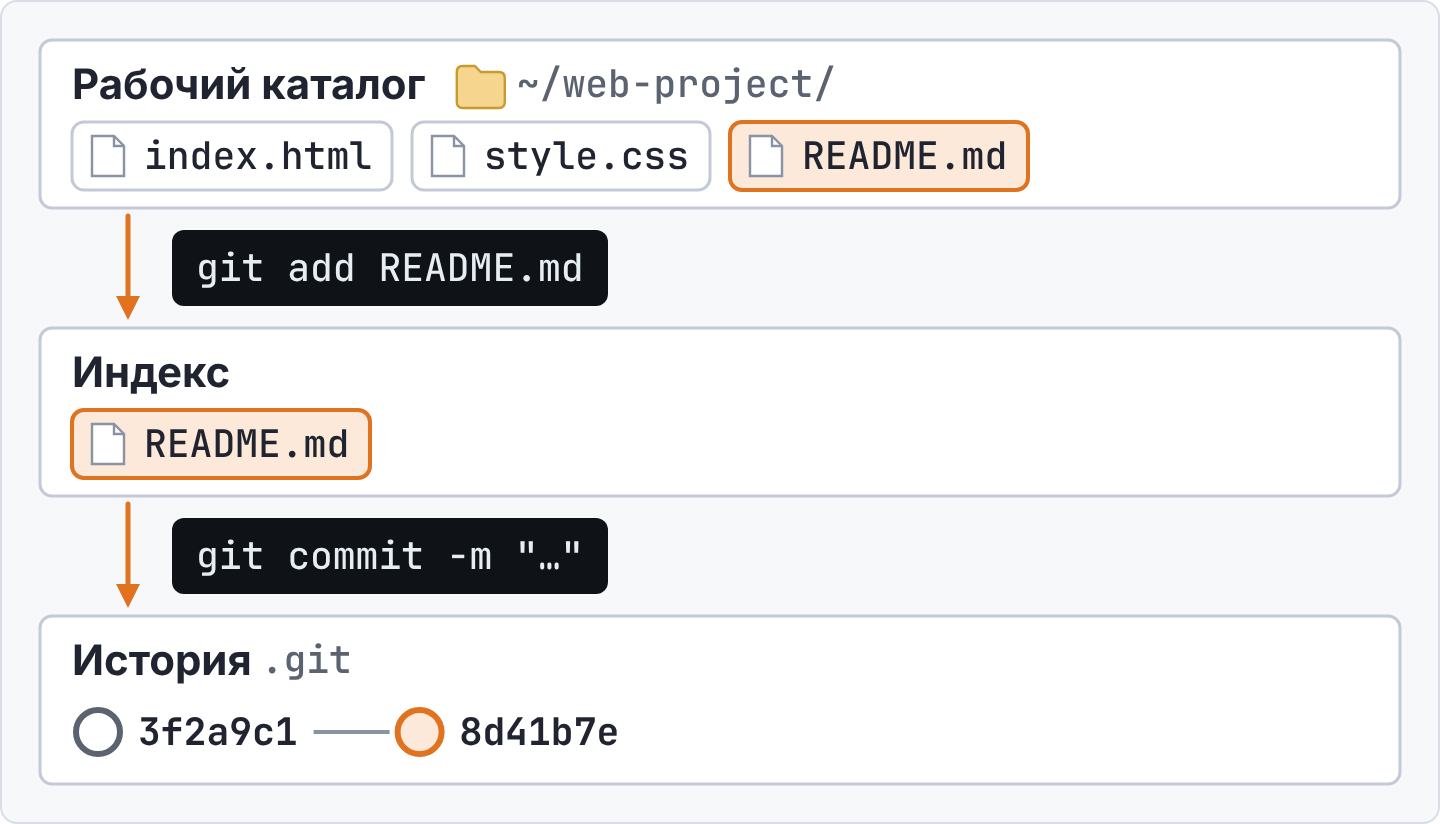 Рабочий каталог ~/web-project/
index.html style.css README.md
git add README.md
Индекс
README.md
git commit -m "…"
История .git
3f2a9c1 8d41b7e